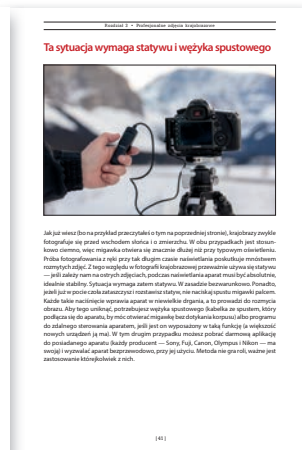 Rozdział 3 • Profesjonalne zdjęcia krajobrazowe
Ta sytuacja wymaga statywu i wężyka spustowego
Jak już wiesz (bo na przykład przeczytałeś o tym na poprzedniej stronie), krajobrazy zwykle
fotografuje się przed wschodem słońca i o zmierzchu. W obu przypadkach jest stosun-
kowo ciemno, więc migawka otwiera się znacznie dłużej niż przy typowym oświetleniu.
Próba fotografowania z ręki przy tak długim czasie naświetlania poskutkuje mnóstwem
rozmytych zdjęć. Z tego względu w fotografii krajobrazowej przeważnie używa się statywu
— jeśli zależy nam na ostrych zdjęciach, podczas naświetlania aparat musi być absolutnie,
idealnie stabilny. Sytuacja wymaga zatem statywu. W zasadzie bezwarunkowo. Ponadto,
jeżeli już w pocie czoła zataszczysz i rozstawisz statyw, nie naciskaj spustu migawki palcem.
Każde takie naciśnięcie wprawia aparat w niewielkie drgania, a to prowadzi do rozmycia
obrazu. Aby tego uniknąć, potrzebujesz wężyka spustowego (kabelka ze spustem, który
podłącza się do aparatu, by móc otwierać migawkę bez dotykania korpusu) albo programu
do zdalnego sterowania aparatem, jeśli jest on wyposażony w taką funkcję (a większość
nowych urządzeń ją ma). W tym drugim przypadku możesz pobrać darmową aplikację
do posiadanego aparatu (każdy producent — Sony, Fuji, Canon, Olympus i Nikon — ma
swoją) i wyzwalać aparat bezprzewodowo, przy jej użyciu. Metoda nie gra roli, ważne jest
zastosowanie którejkolwiek z nich.
[ 41 ]